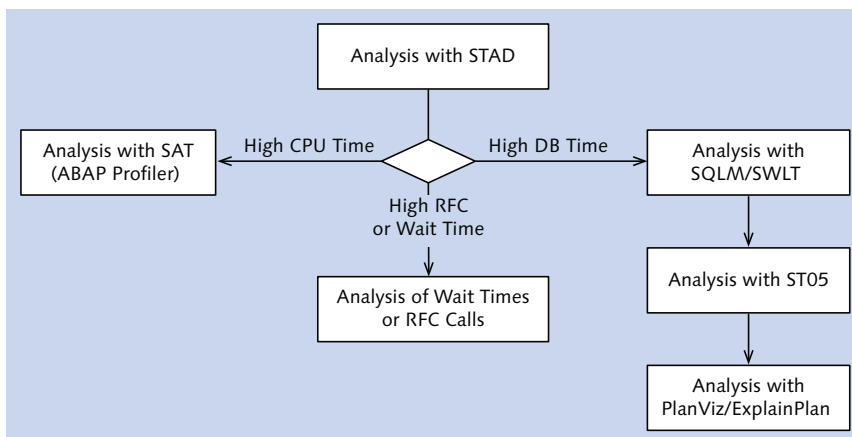 Analysis with STAD
High CPU Time
High DB Time
Analysis with SAT
(ABAP Profiler)
Analysis with
SQLM/SWLT
High RFC
or Wait Time
Analysis of Wait Times
or RFC Calls
Analysis with ST05
Analysis with
PlanViz/ExplainPlan